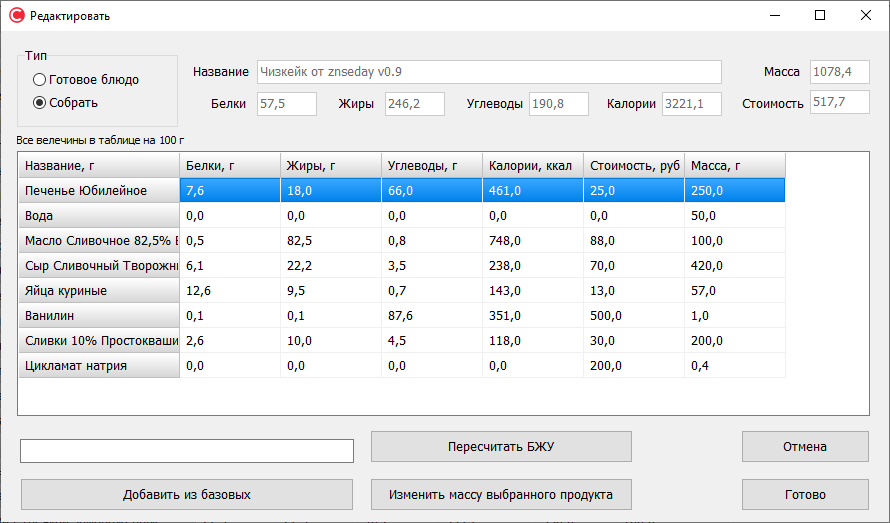 Редактировать
Тип
Готовое блюдо
Собрать
Название Чизкейк от znseday v0.9 Масса 1078,4
Белки 57,5 Жиры 246,2 Углеводы 190,8 Калории 3221,1 Стоимость 517,7
Все велечины в таблице на 100 г
Название, г Белки, г Жиры, г Углеводы, г Калории, ккал Стоимость, руб Масса, г
Печенье Юбилейное 7,6 18,0 66,0 461,0 25,0 250,0
Вода 0,0 0,0 0,0 0,0 0,0 50,0
Масло Сливочное 82,5% 0,5 82,5 0,8 748,0 88,0 100,0
Сыр Сливочный 6,1 22,2 3,5 238,0 70,0 420,0
Яйца куриные 12,6 9,5 0,7 143,0 13,0 57,0
Ванилин 0,1 0,1 87,6 351,0 500,0 1,0
Сливки 10% 2,6 10,0 4,5 118,0 30,0 200,0
Цикламат натрия 0,0 0,0 0,0 0,0 200,0 0,4
Пересчитать БЖУ Отмена
Добавить из базовых Изменить массу выбранного продукта Готово